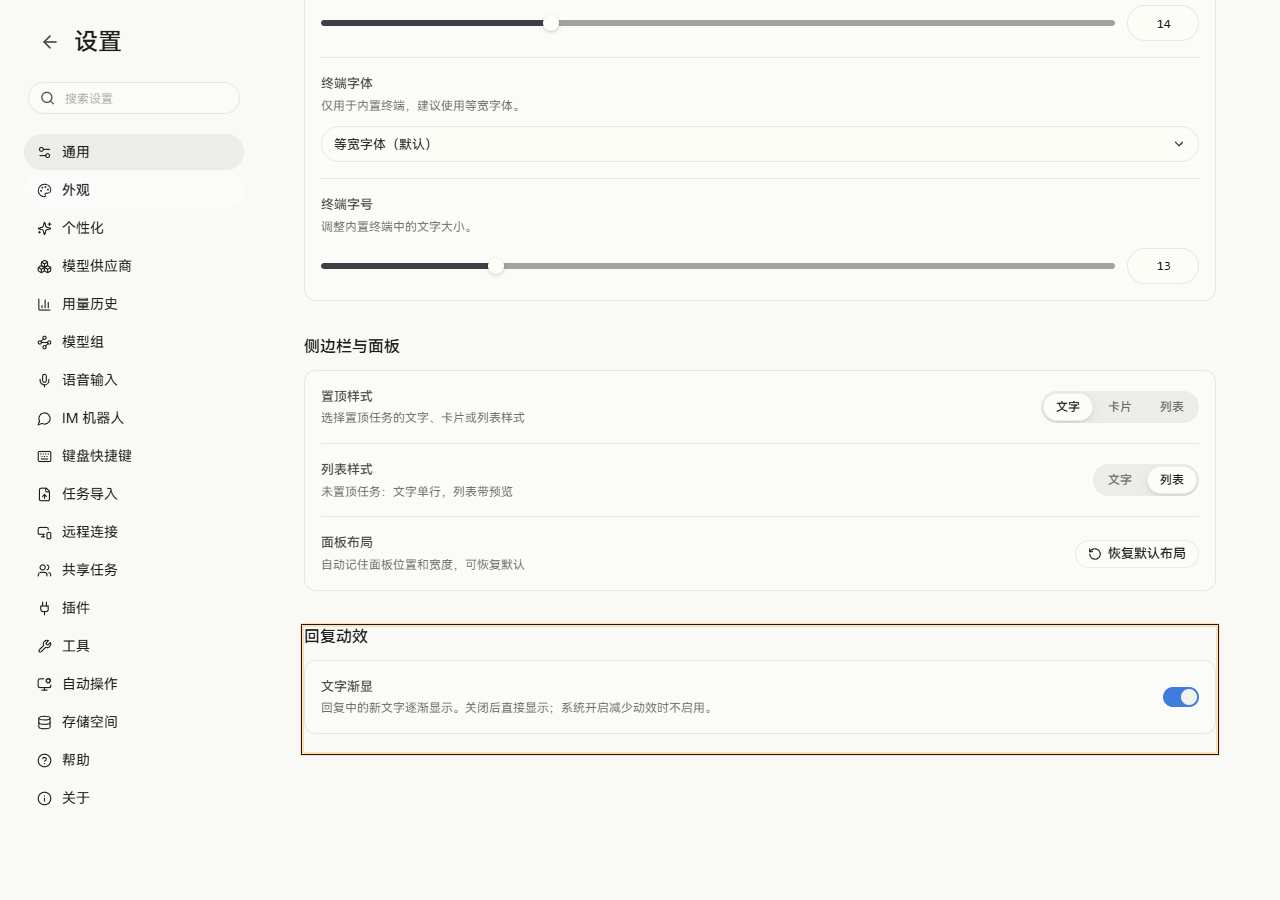 设置
搜索设置
通用
外观
个性化
模型供应商
用量历史
模型组
语音输入
IM 机器人
键盘快捷键
任务导入
远程连接
共享任务
插件
工具
自动操作
存储空间
帮助
关于
14
终端字体
仅用于内置终端，建议使用等宽字体。
等宽字体（默认）
终端字号
调整内置终端中的文字大小。
13
侧边栏与面板
置顶样式
选择置顶任务的文字、卡片或列表样式
文字 卡片 列表
列表样式
未置顶任务：文字单行，列表带预览
文字 列表
面板布局
自动记住面板位置和宽度，可恢复默认
恢复默认布局
回复动效
文字渐显
回复中的新文字逐渐显示。关闭后直接显示；系统开启减少动效时不启用。